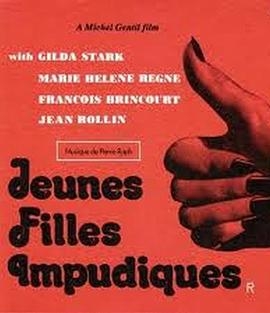 A Michel Gentil film
with GILDA STARK
MARIE HELENE REGNE
FRANCOIS BRINCOURT
JEAN ROLLIN
Musique de Pierre Raph
Jeunes
Filles
Impudiques
R